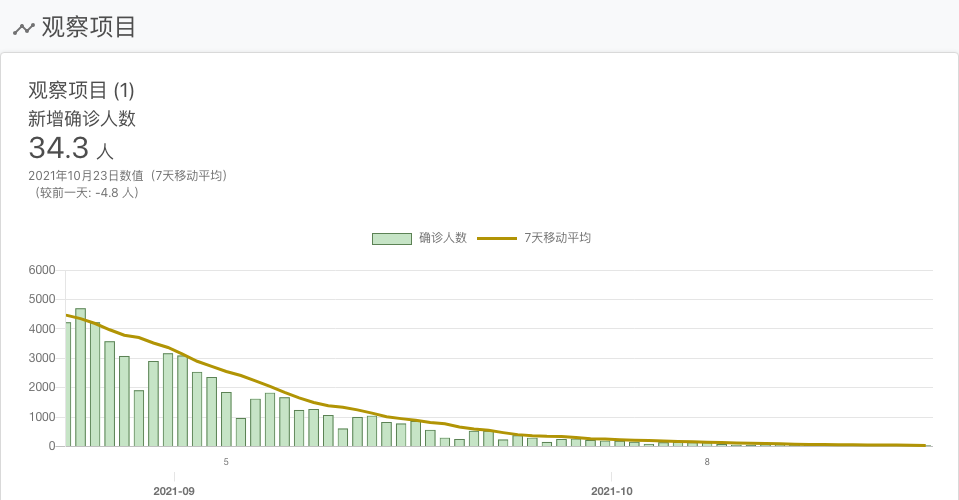 观察项目
观察项目 (1)
新增确诊人数
34.3 人
2021年10月23日数值（7天移动平均）
（较前一天: -4.8 人）
确诊人数 7天移动平均
6000
5000
4000
3000
2000
1000
0
5 8
2021-09 2021-10